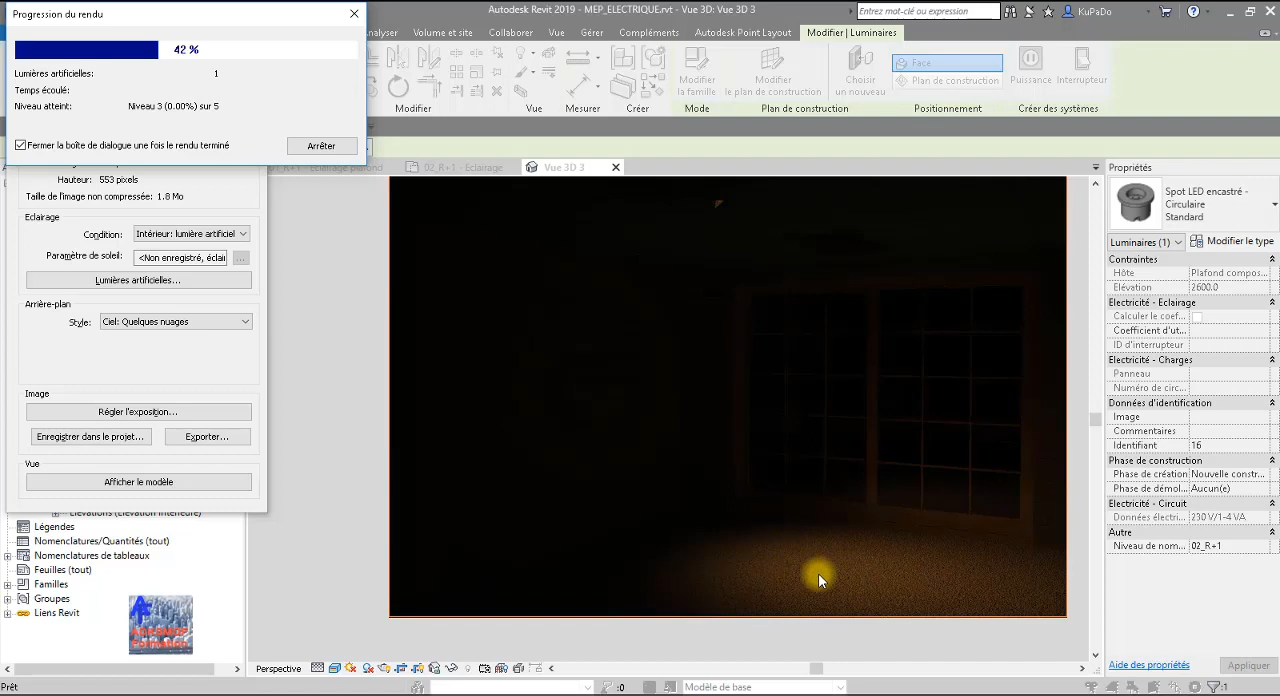 Progression du rendu
42 %
Lumières artificielles: 1
Temps écoulé:
Niveau atteint: Niveau 3 (0.00%) sur 5
Fermer la boîte de dialogue une fois le rendu terminé
Arrêter
Autodesk Revit 2019 - MEP_ELECTRIQUE.rvt - Vue 3D: Vue 3D 3
Entrez mot-clé ou expression
KuPaDo
Analyser Volume et site Collaborer Vue Gérer Compléments Autodesk Point Layout Modifier | Luminaires
Modifier
la famille
Modifier
le plan de construction
Choisir
un nouveau
Face
Plan de construction
Puissance
Interrupteur
Modifier Vue Mesurer Créer Mode Plan de construction Positionnement Créer des systèmes
Eclairage plafond
02_R+1 - Eclairage
Vue 3D 3
Hauteur: 553 pixels
Taille de l'image non compressée: 1.8 Mo
Eclairage
Condition: Intérieur: lumière artificiel
Paramètre de soleil: <Non enregistré, éclai
...
Lumières artificielles...
Arrière-plan
Style: Ciel: Quelques nuages
Image
Régler l'exposition...
Enregistrer dans le projet... Exporter...
Vue
Afficher le modèle
Elévations (Elévation intérieure)
Légendes
Nomenclatures/Quantités (tout)
Nomenclatures de tableaux
Feuilles (tout)
Familles
Groupes
Liens Revit
Formation
Propriétés
Spot LED encastré -
Circulaire
Standard
Luminaires (1) Modifier le type
Contraintes
Hôte Plafond compos...
Elévation 2600.0
Electricité - Eclairage
Calculer le coef...
Coefficient d'ut...
ID d'interrupteur
Electricité - Charges
Panneau
Numéro de circ...
Données d'identification
Image
Commentaires
Identifiant 16
Phase de construction
Phase de création Nouvelle constr...
Phase de démol... Aucun(e)
Electricité - Circuit
Données électri... 230 V/1-4 VA
Autre
Niveau de nom... 02_R+1
Aide des propriétés Appliquer
Perspective
Prêt
:0
Modèle de base
:1